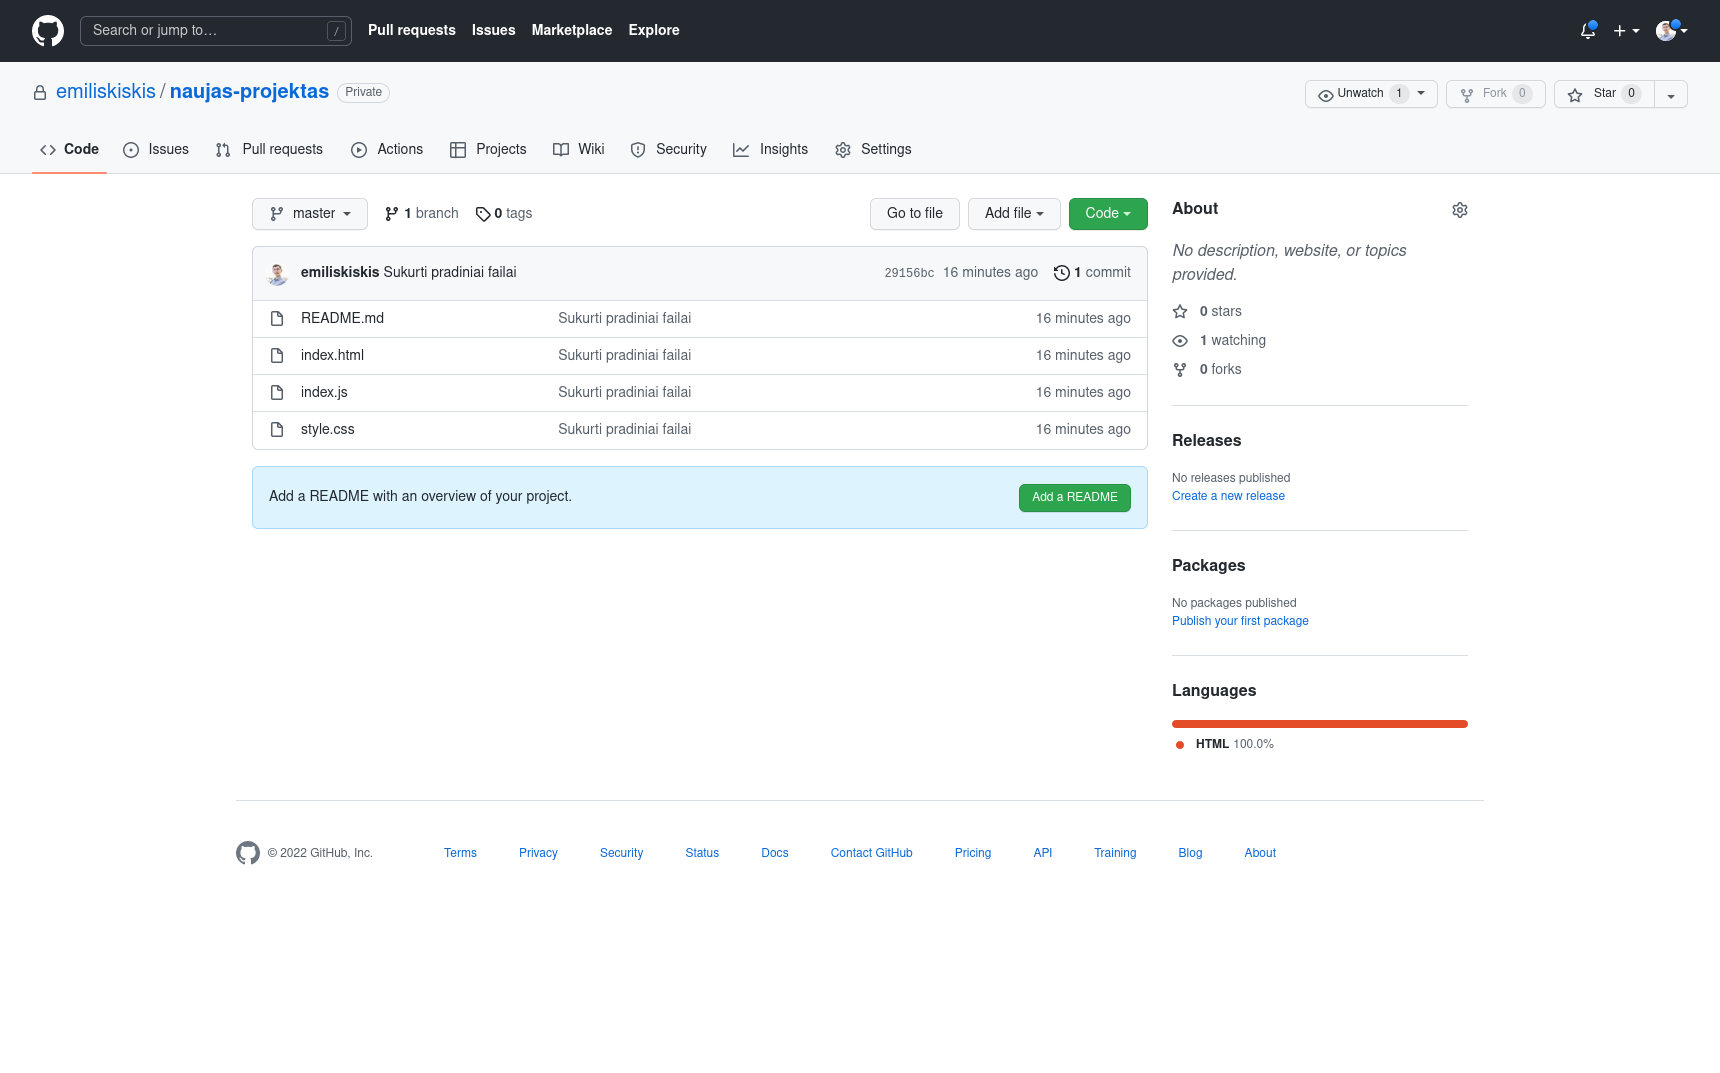 Search or jump to… / Pull requests Issues Marketplace Explore
emiliskiskis / naujas-projektas Private Unwatch 1 Fork 0 Star 0
Code Issues Pull requests Actions Projects Wiki Security Insights Settings
master 1 branch 0 tags Go to file Add file Code
emiliskiskis Sukurti pradiniai failai 29156bc 16 minutes ago 1 commit
README.md Sukurti pradiniai failai 16 minutes ago
index.html Sukurti pradiniai failai 16 minutes ago
index.js Sukurti pradiniai failai 16 minutes ago
style.css Sukurti pradiniai failai 16 minutes ago
Add a README with an overview of your project. Add a README
About
No description, website, or topics
provided.
0 stars
1 watching
0 forks
Releases
No releases published
Create a new release
Packages
No packages published
Publish your first package
Languages
HTML 100.0%
© 2022 GitHub, Inc. Terms Privacy Security Status Docs Contact GitHub Pricing API Training Blog About